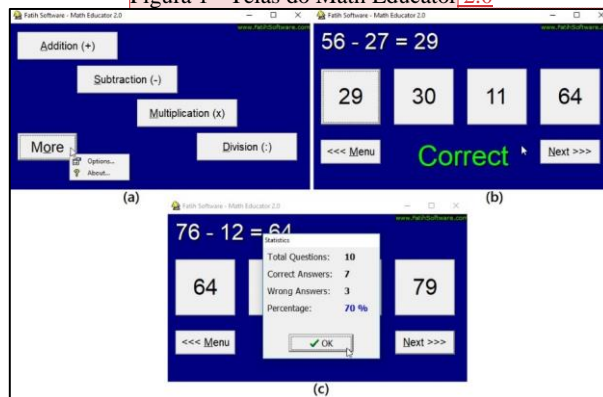 Figura 1 – Telas do Math Educator 2.0
Fatih Software - Math Educator 2.0
www.FatihSoftware.com
Addition (+)
Subtraction (-)
Multiplication (x)
Division (:)
More
Options...
About...
(a)
Fatih Software - Math Educator 2.0
www.FatihSoftware.com
56 - 27 = 29
29
30
11
64
<<< Menu
Correct
Next >>>
(b)
Fatih Software - Math Educator 2.0
www.FatihSoftware.com
76 - 12 = 64
Statistics
Total Questions: 10
Correct Answers: 7
Wrong Answers: 3
Percentage: 70 %
OK
64
79
<<< Menu
Next >>>
(c)